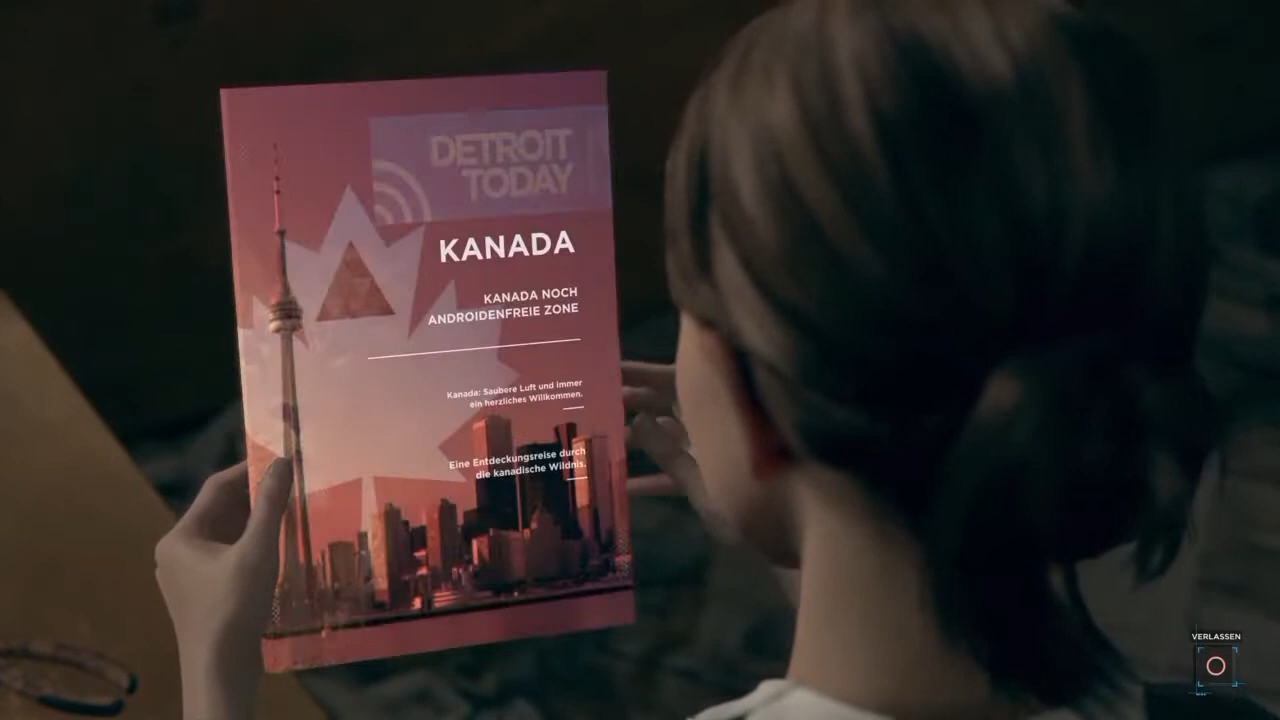 DETROIT
TODAY
KANADA
KANADA NOCH
ANDROIDENFREIE ZONE
Kanada: Saubere Luft und immer
ein herzliches Willkommen.
Eine Entdeckungsreise durch
die kanadische Wildnis.
VERLASSEN